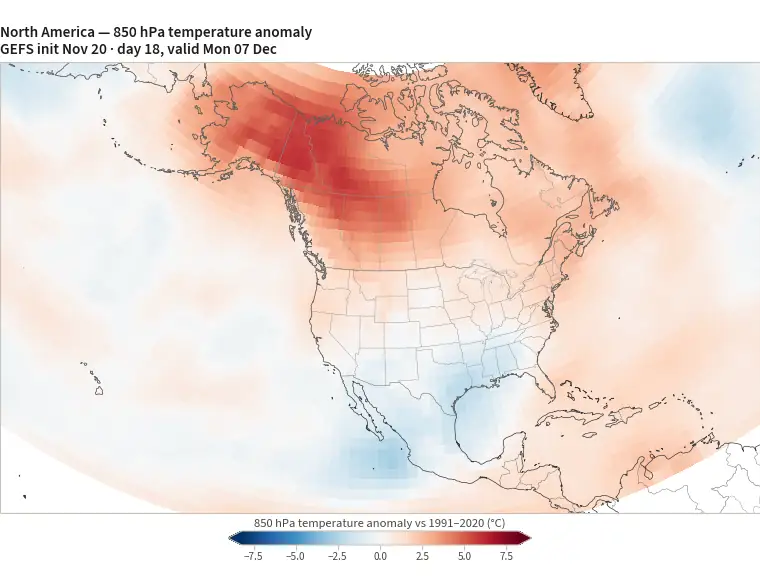 North America — 850 hPa temperature anomaly
GEFS init Nov 20 · day 18, valid Mon 07 Dec
850 hPa temperature anomaly vs 1991–2020 (°C)
−7.5 −5.0 −2.5 0.0 2.5 5.0 7.5